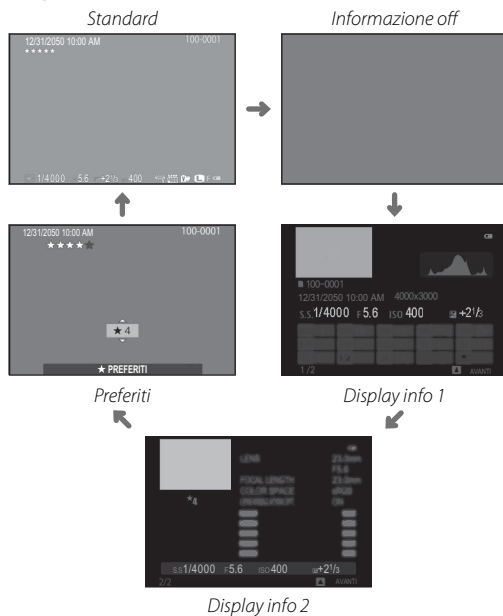 Standard
Informazione off
12/31/2050 10:00 AM 100-0001
★★★★★
1/4000 5.6 +2 1/3 400 F
12/31/2050 10:00 AM 100-0001
★★★★★
★ 4
★ PREFERITI
Preferiti
100-0001
12/31/2050 10:00 AM 4000x3000
S.S. 1/4000 F 5.6 ISO 400 +2 1/3
1/2 AVANTI
Display info 1
LENS 23.0mm
F5.6
FOCAL LENGTH 23.0mm
COLOR SPACE sRGB
ON
★4
S.S 1/4000 F5.6 ISO 400 +2 1/3
2/2 AVANTI
Display info 2